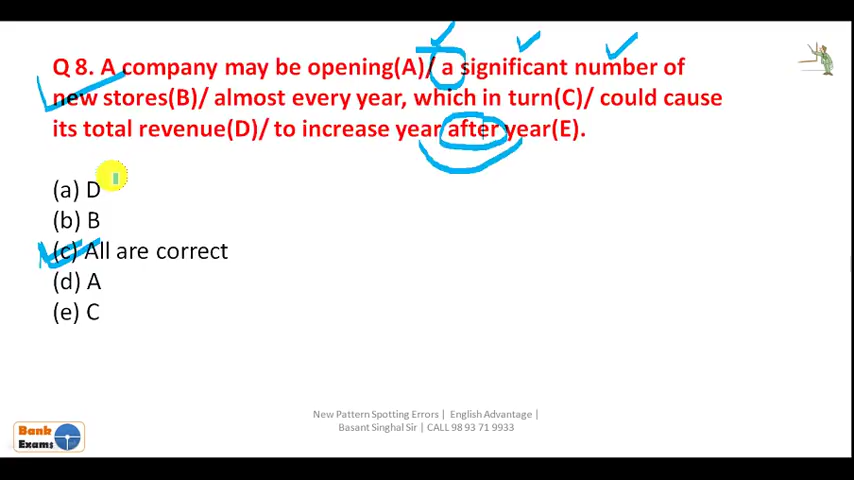 Q 8. A company may be opening(A)/ a significant number of
new stores(B)/ almost every year, which in turn(C)/ could cause
its total revenue(D)/ to increase year after year(E).
(a) D
(b) B
(c) All are correct
(d) A
(e) C
New Pattern Spotting Errors | English Advantage |
Basant Singhal Sir | CALL 98 93 71 9933
Bank
Exams